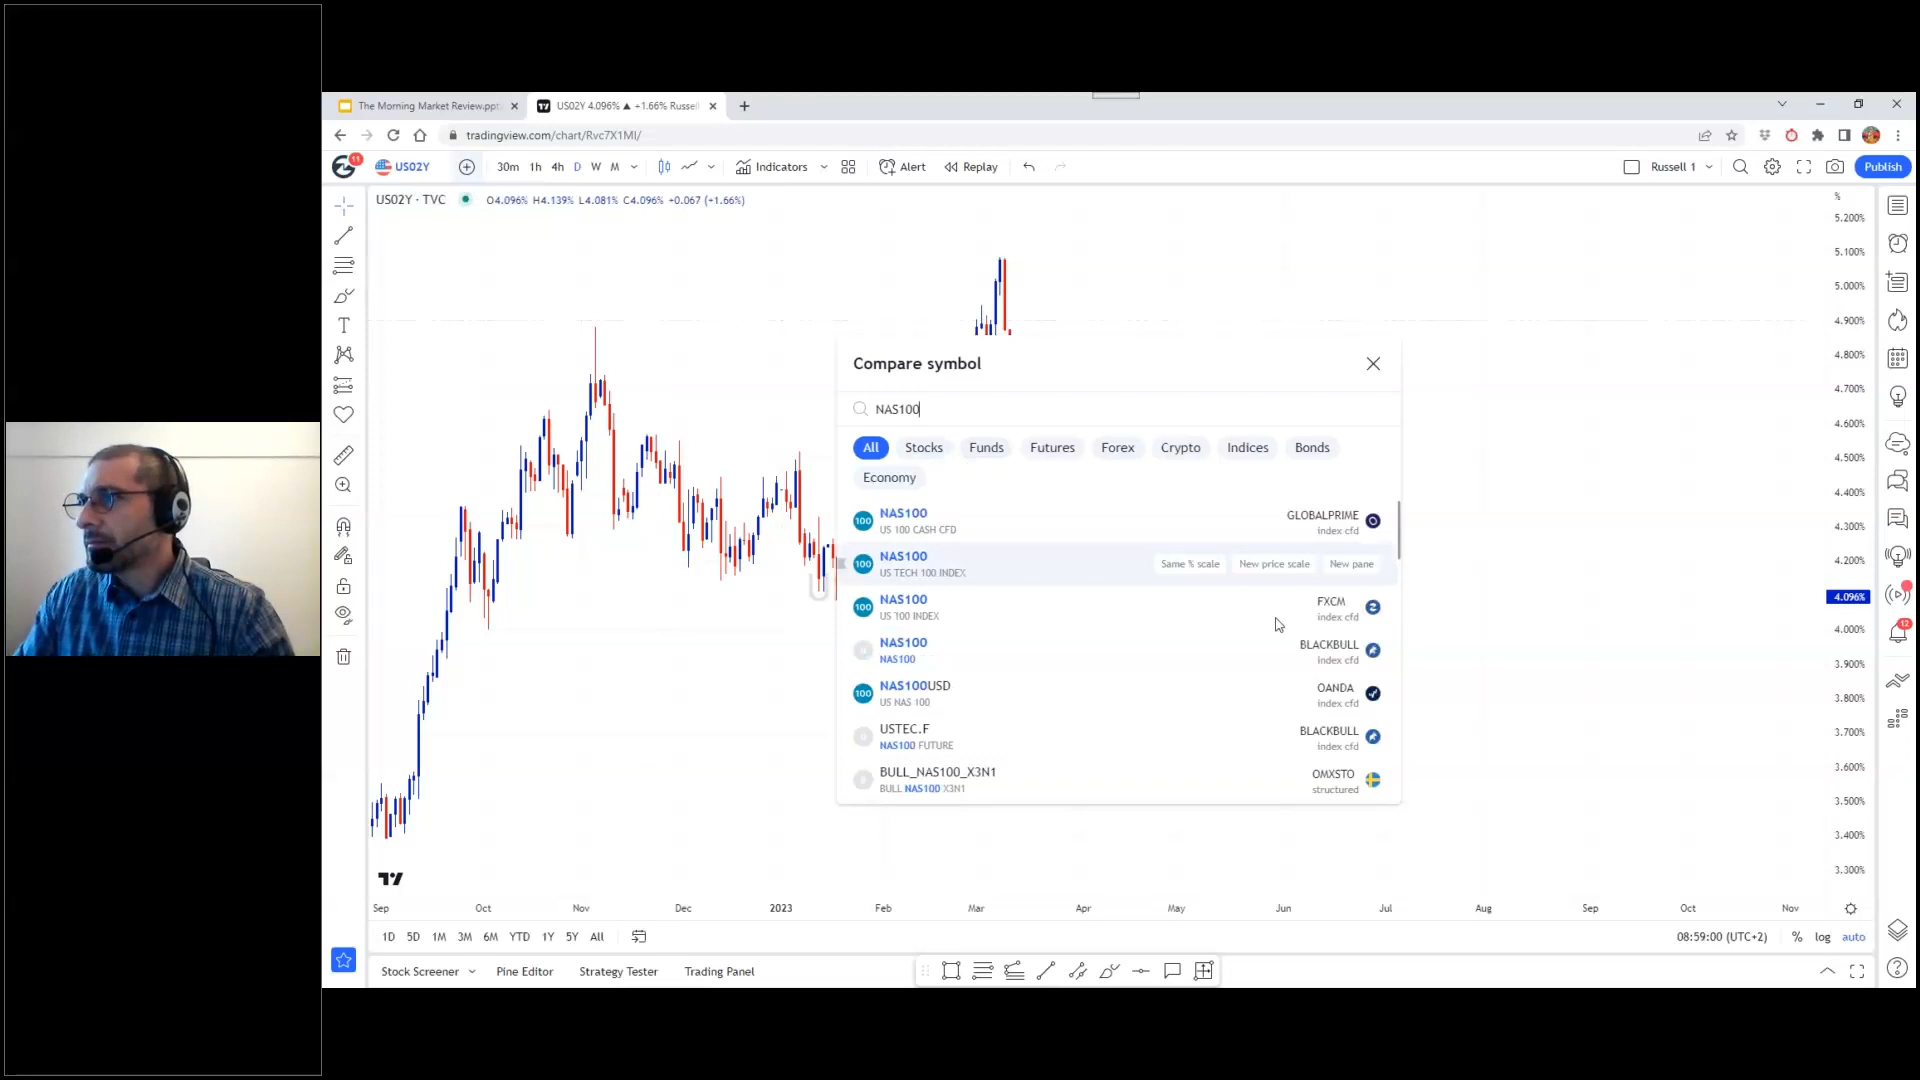 The Morning Market Review.ppt
US02Y 4.096% ▲ +1.66% Russell
tradingview.com/chart/Rvc7X1MI/
11
US02Y
30m 1h 4h D W M
Indicators
Alert
Replay
Russell 1
Publish
US02Y · TVC
O4.096% H4.139% L4.081% C4.096% +0.067 (+1.66%)
%
5.200%
5.100%
5.000%
4.900%
4.800%
4.700%
4.600%
4.500%
4.400%
4.300%
4.200%
4.096%
4.000%
3.900%
3.800%
3.700%
3.600%
3.500%
3.400%
3.300%
12
Compare symbol
NAS100
All Stocks Funds Futures Forex Crypto Indices Bonds
Economy
100 NAS100 GLOBALPRIME
US 100 CASH CFD index cfd
100 NAS100
US TECH 100 INDEX
Same % scale New price scale New pane
100 NAS100 FXCM
US 100 INDEX index cfd
NAS100 BLACKBULL
NAS100 index cfd
100 NAS100USD OANDA
US NAS 100 index cfd
USTEC.F BLACKBULL
NAS100 FUTURE index cfd
BULL_NAS100_X3N1 OMXSTO
BULL NAS100 X3N1 structured
Sep Oct Nov Dec 2023 Feb Mar Apr May Jun Jul Aug Sep Oct Nov
1D 5D 1M 3M 6M YTD 1Y 5Y All
08:59:00 (UTC+2) % log auto
Stock Screener Pine Editor Strategy Tester Trading Panel